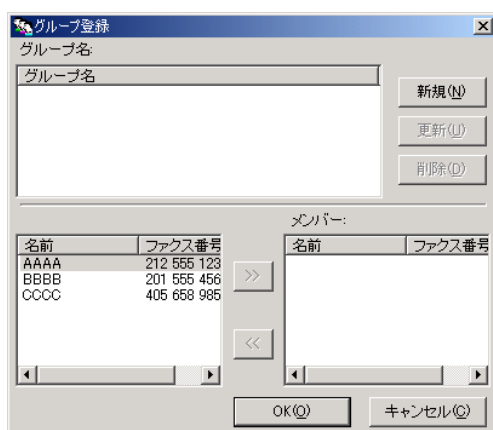 グループ登録
グループ名:
グループ名
新規(N)
更新(U)
削除(D)
メンバー:
名前 ファクス番号
AAAA 212 555 123
BBBB 201 555 456
CCCC 405 658 985
>>
<<
名前 ファクス番号
OK(O) キャンセル(C)